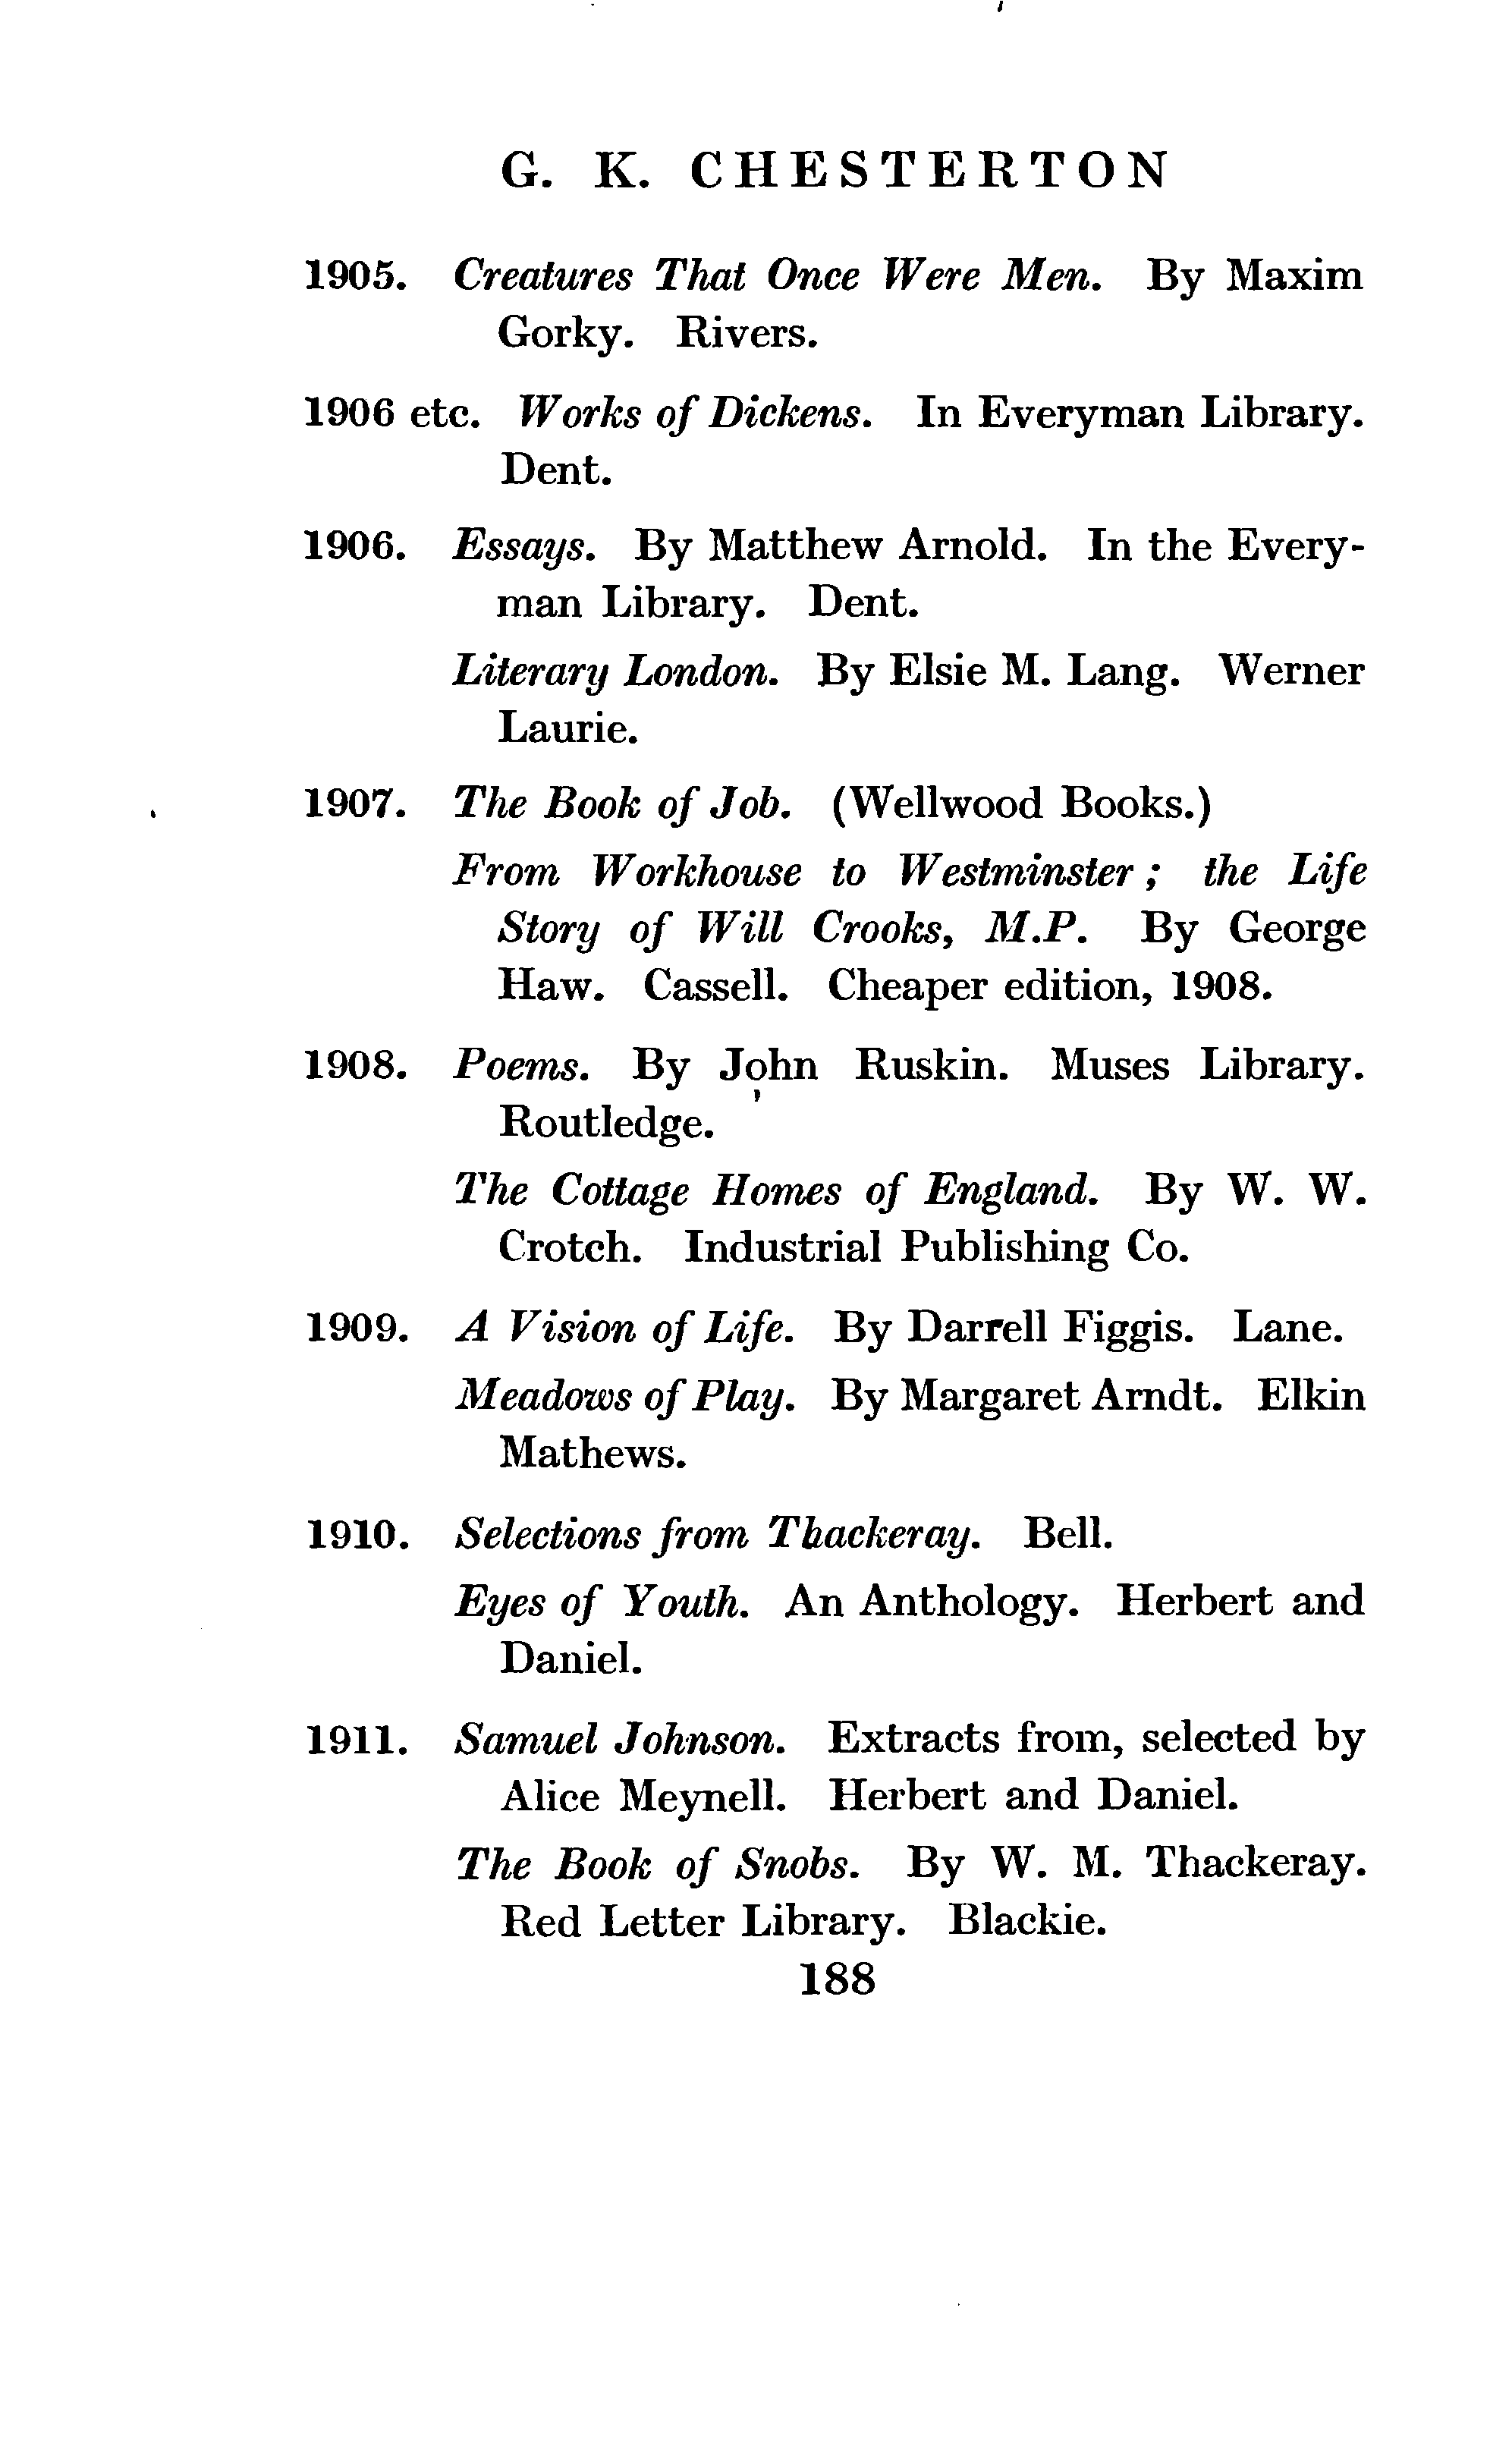 G. K. CHESTERTON
1905. Creatures That Once Were Men. By Maxim
Gorky. Rivers.
1906 etc. Works of Dickens. In Everyman Library.
Dent.
1906. Essays. By Matthew Arnold. In the Every-
man Library. Dent.
Literary London. By Elsie M. Lang. Werner
Laurie.
1907. The Book of Job. (Wellwood Books.)
From Workhouse to Westminster; the Life
Story of Will Crooks, M.P. By George
Haw. Cassell. Cheaper edition, 1908.
1908. Poems. By John Ruskin. Muses Library.
Routledge.
The Cottage Homes of England. By W. W.
Crotch. Industrial Publishing Co.
1909. A Vision of Life. By Darrell Figgis. Lane.
Meadows of Play. By Margaret Arndt. Elkin
Mathews.
1910. Selections from Thackeray. Bell.
Eyes of Youth. An Anthology. Herbert and
Daniel.
1911. Samuel Johnson. Extracts from, selected by
Alice Meynell. Herbert and Daniel.
The Book of Snobs. By W. M. Thackeray.
Red Letter Library. Blackie.
188